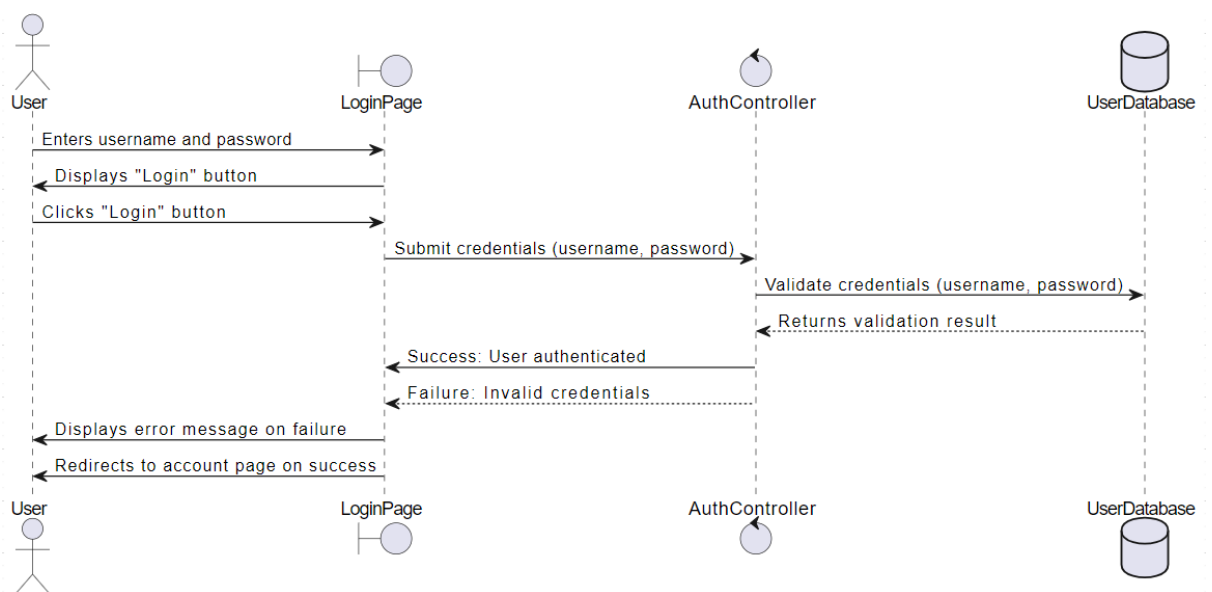 User
LoginPage
AuthController
UserDatabase
Enters username and password
Displays "Login" button
Clicks "Login" button
Submit credentials (username, password)
Validate credentials (username, password)
Returns validation result
Success: User authenticated
Failure: Invalid credentials
Displays error message on failure
Redirects to account page on success
User
LoginPage
AuthController
UserDatabase